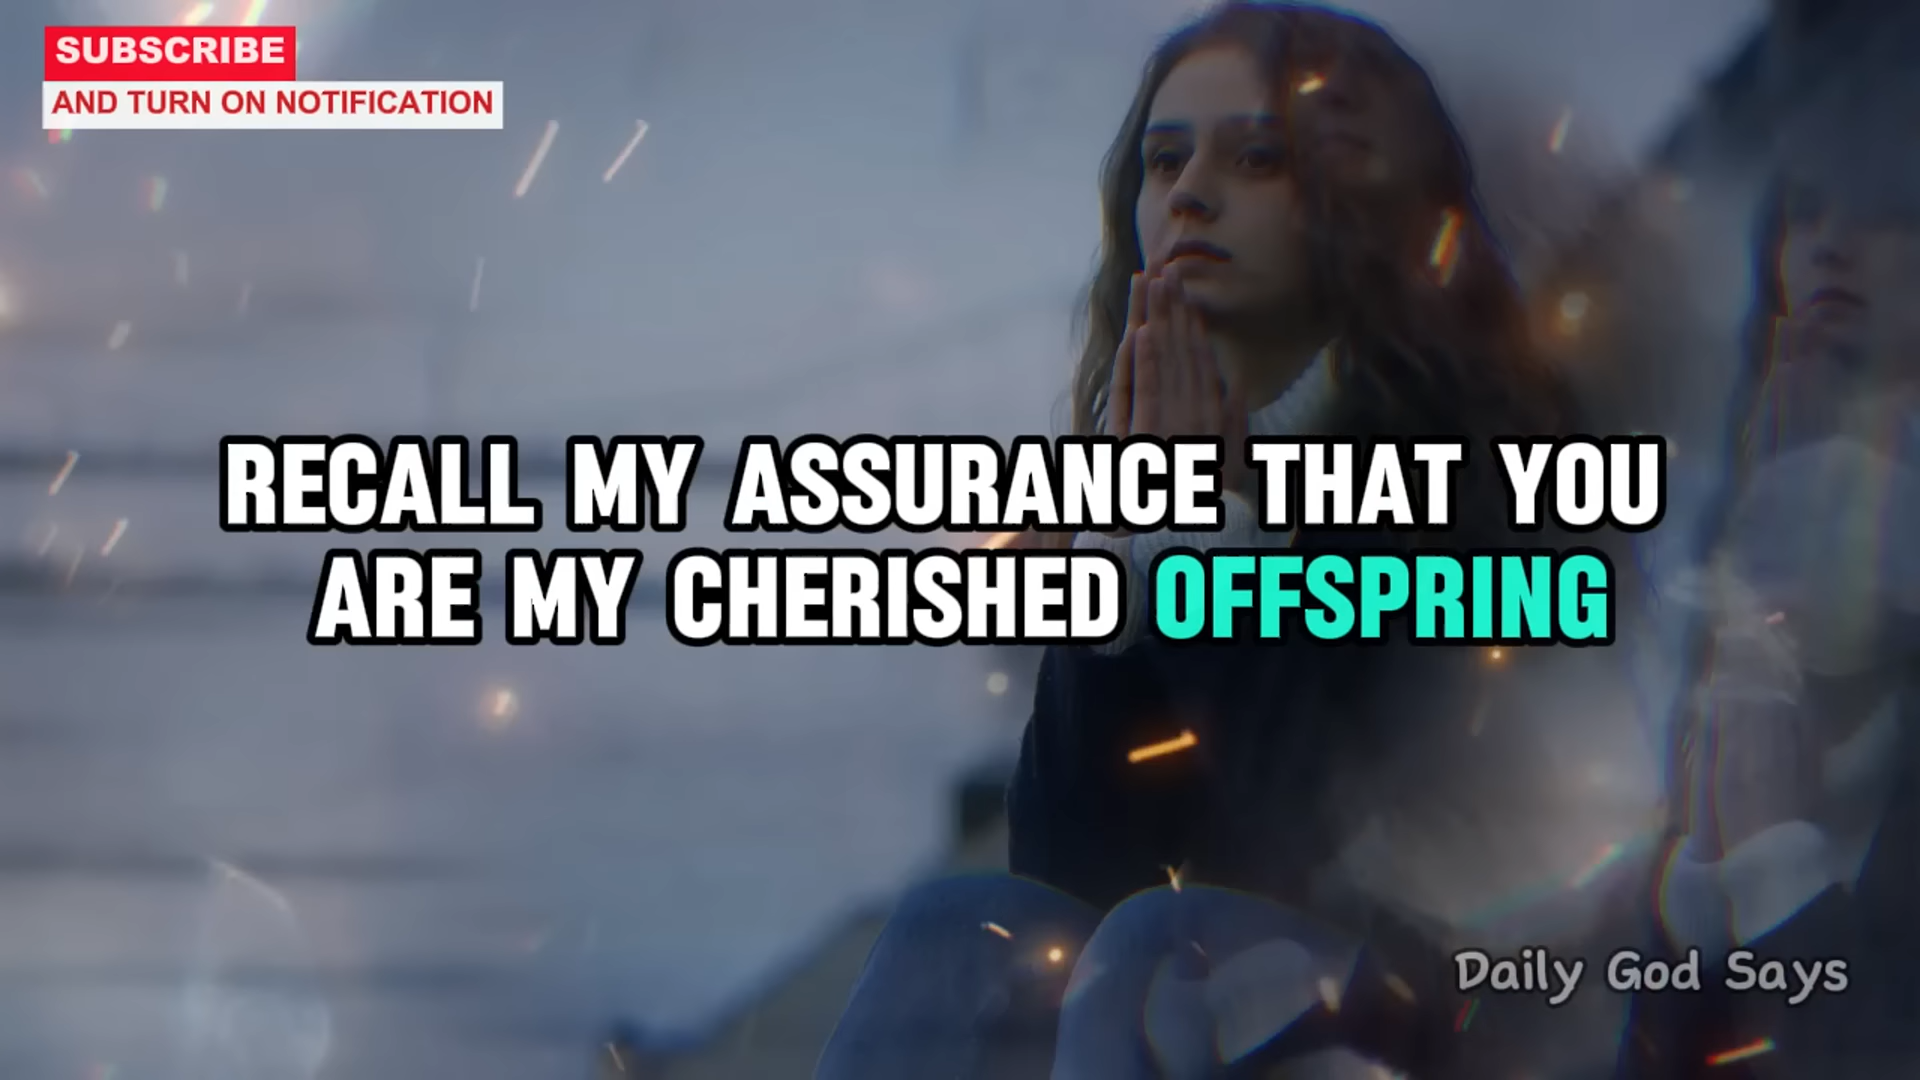 SUBSCRIBE
AND TURN ON NOTIFICATION
RECALL MY ASSURANCE THAT YOU
ARE MY CHERISHED OFFSPRING
Daily God Says